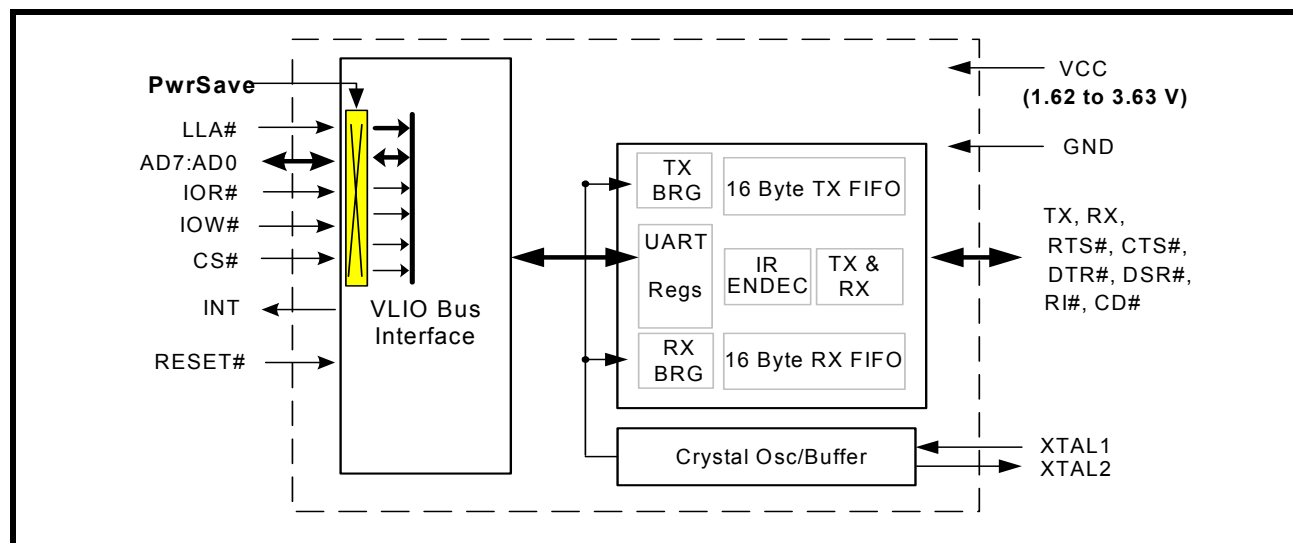 PwrSave
LLA#
AD7:AD0
IOR#
IOW#
CS#
INT
RESET#
VLIO Bus
Interface
TX
BRG
16 Byte TX FIFO
UART
Regs
IR
ENDEC
TX &
RX
RX
BRG
16 Byte RX FIFO
Crystal Osc/Buffer
VCC
(1.62 to 3.63 V)
GND
TX, RX,
RTS#, CTS#,
DTR#, DSR#,
RI#, CD#
XTAL1
XTAL2